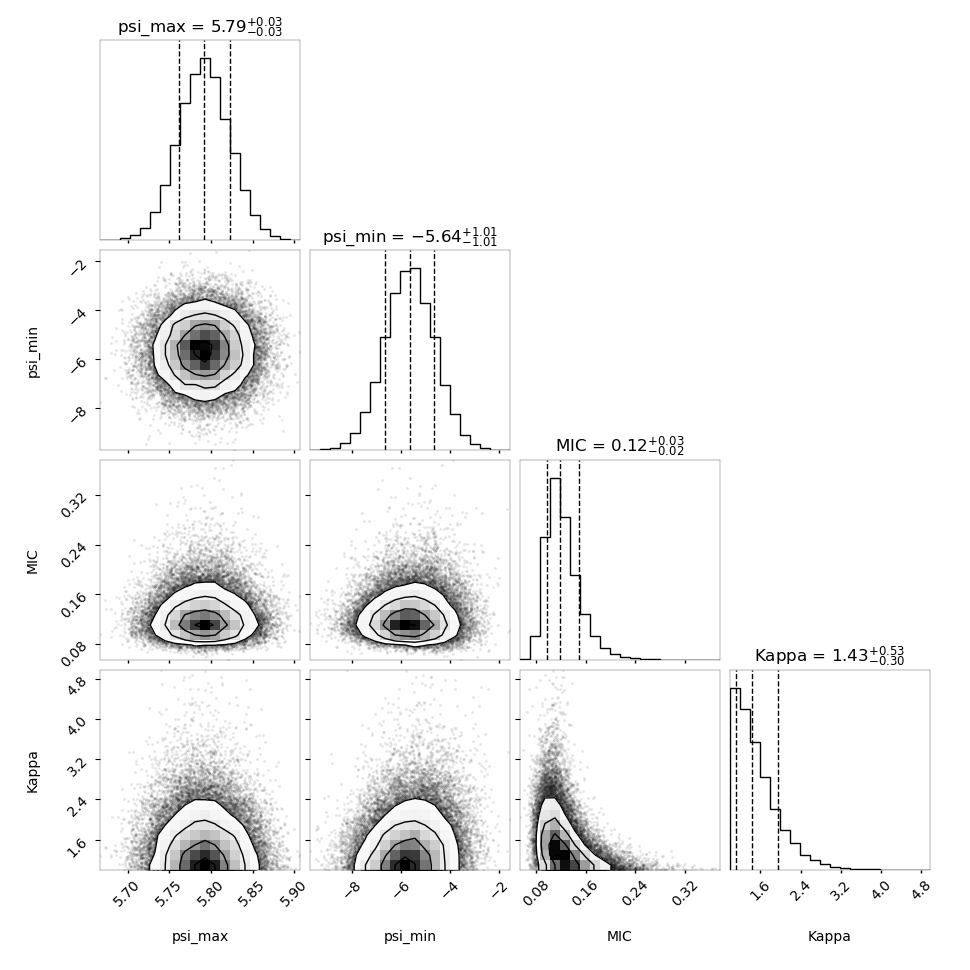 psi_max = 5.79+0.03−0.03
psi_min = −5.64+1.01−1.01
−2
−4
−6
−8
psi_min
MIC = 0.12+0.03−0.02
0.32
0.24
0.16
0.08
MIC
Kappa = 1.43+0.53−0.30
4.8
4.0
3.2
2.4
1.6
Kappa
5.70 5.75 5.80 5.85 5.90
−8 −6 −4 −2
0.08 0.16 0.24 0.32
1.6 2.4 3.2 4.0 4.8
psi_max psi_min MIC Kappa